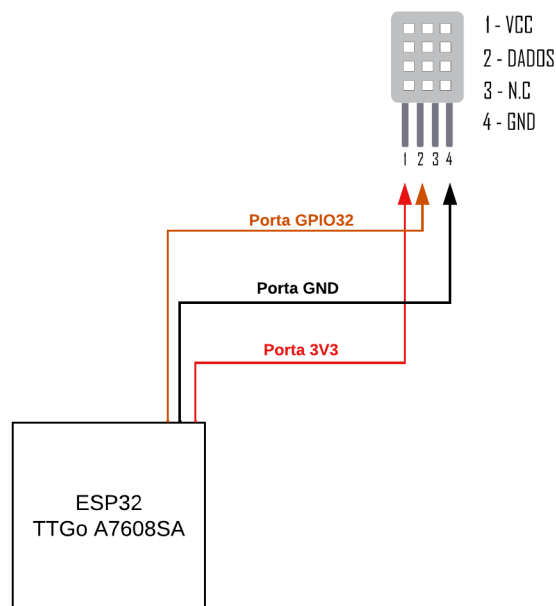 1 - VCC
2 - DADOS
3 - N.C
4 - GND
1 2 3 4
Porta GPIO32
Porta GND
Porta 3V3
ESP32
TTGo A7608SA